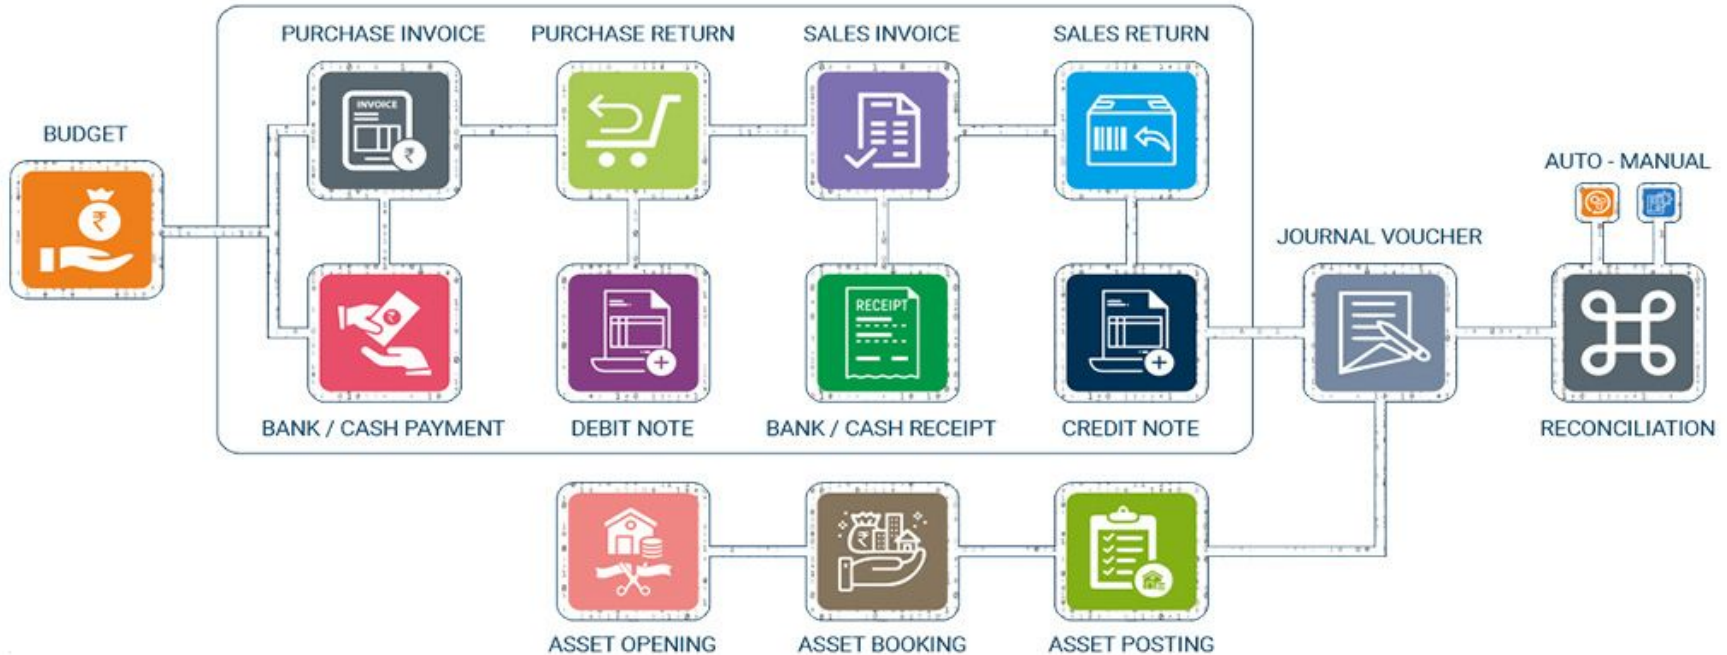 PURCHASE INVOICE
PURCHASE RETURN
SALES INVOICE
SALES RETURN
INVOICE
₹
BUDGET
₹
AUTO - MANUAL
JOURNAL VOUCHER
₹
RECEIPT
BANK / CASH PAYMENT
DEBIT NOTE
BANK / CASH RECEIPT
CREDIT NOTE
RECONCILIATION
₹
ASSET OPENING
ASSET BOOKING
ASSET POSTING